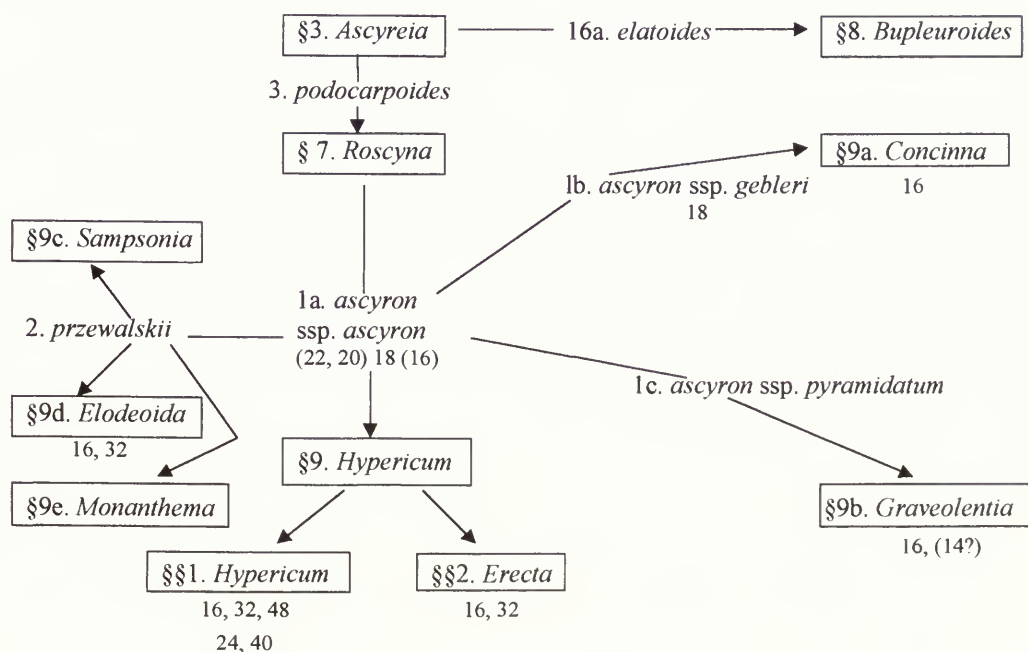 §3. Ascyreia
16a. elatoides
§8. Bupleuroides
3. podocarpoides
§ 7. Roscyna
§9a. Concinna
16
lb. ascyron ssp. gebleri
18
§9c. Sampsonia
1a. ascyron
ssp. ascyron
(22, 20) 18 (16)
2. przewalskii
1c. ascyron ssp. pyramidatum
§9d. Elodeoida
16, 32
§9. Hypericum
§9e. Monanthema
§9b. Graveolentia
16, (14?)
§§1. Hypericum
16, 32, 48
24, 40
§§2. Erecta
16, 32